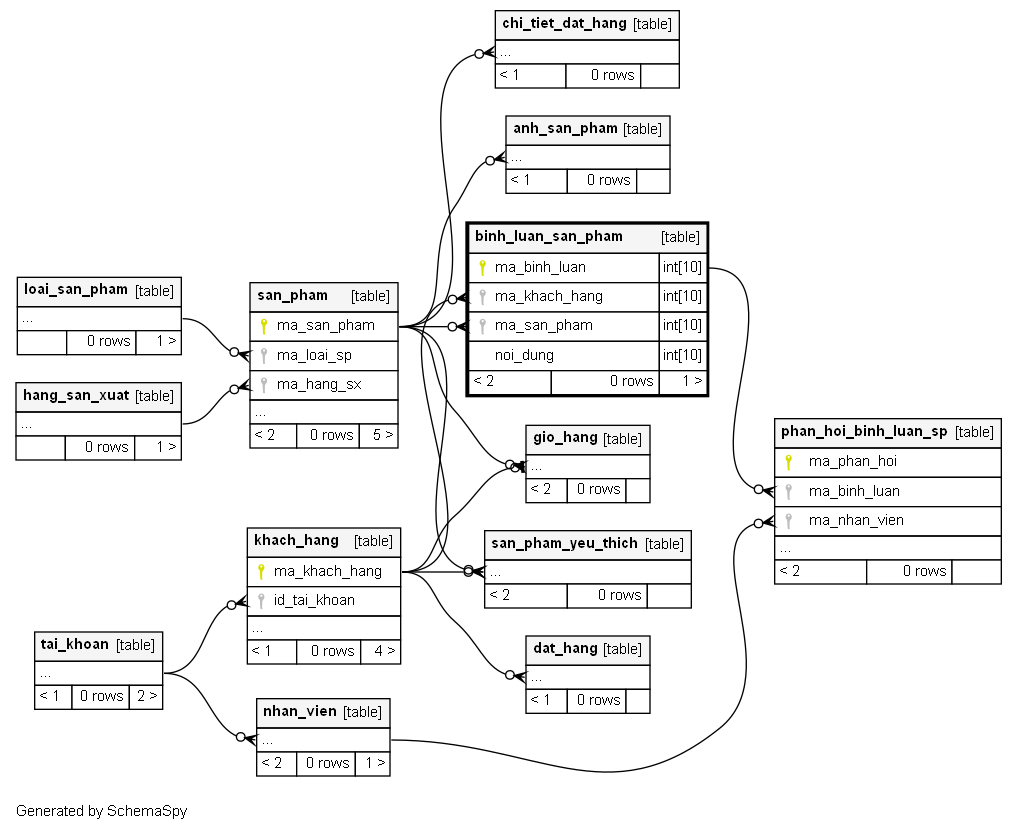 chi_tiet_dat_hang [table]
...
< 1 0 rows
anh_san_pham [table]
...
< 1 0 rows
binh_luan_san_pham [table]
ma_binh_luan int[10]
ma_khach_hang int[10]
ma_san_pham int[10]
noi_dung int[10]
< 2 0 rows 1 >
loai_san_pham [table]
...
0 rows 1 >
hang_san_xuat [table]
...
0 rows 1 >
san_pham [table]
ma_san_pham
ma_loai_sp
ma_hang_sx
...
< 2 0 rows 5 >
gio_hang [table]
...
< 2 0 rows
phan_hoi_binh_luan_sp [table]
ma_phan_hoi
ma_binh_luan
ma_nhan_vien
...
< 2 0 rows
khach_hang [table]
ma_khach_hang
id_tai_khoan
...
< 1 0 rows 4 >
san_pham_yeu_thich [table]
...
< 2 0 rows
tai_khoan [table]
...
< 1 0 rows 2 >
dat_hang [table]
...
< 1 0 rows
nhan_vien [table]
...
< 2 0 rows 1 >
Generated by SchemaSpy